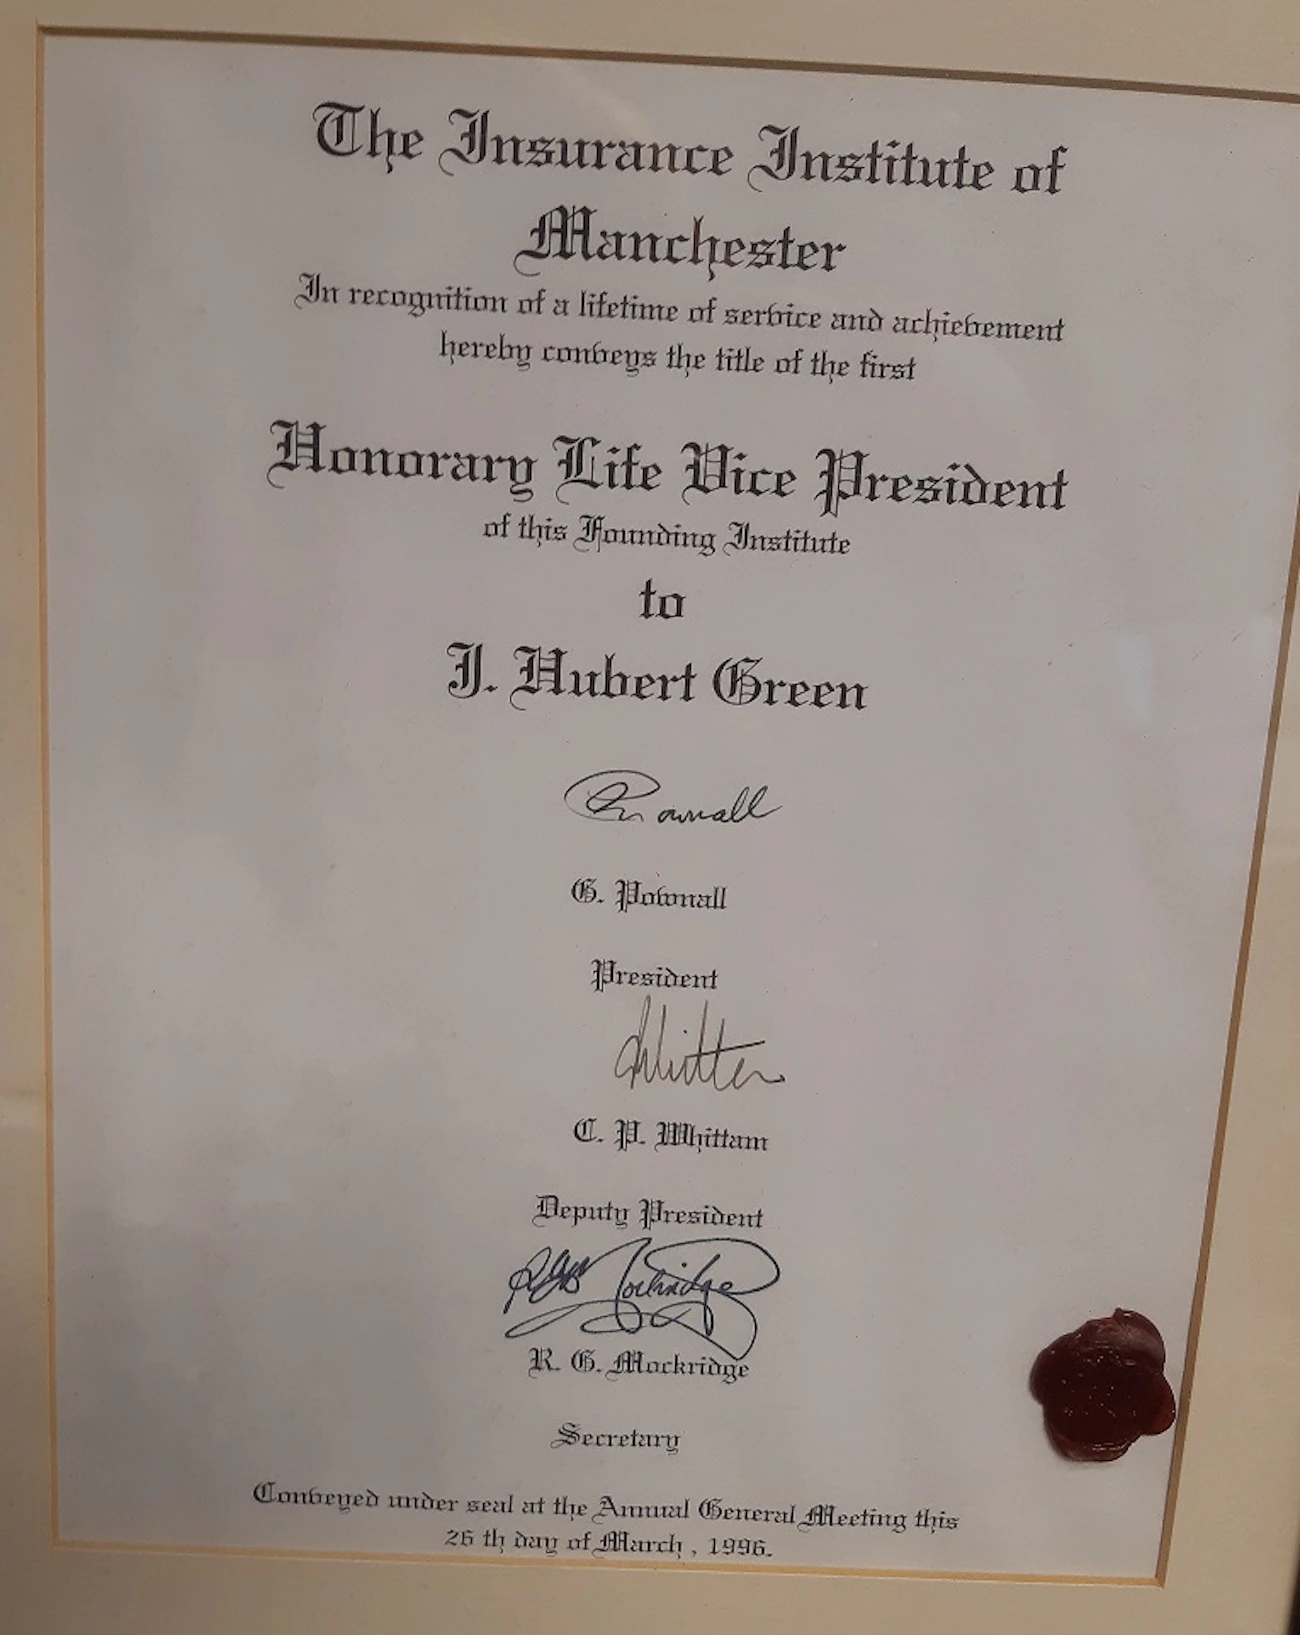 The Insurance Institute of
Manchester
In recognition of a lifetime of service and achievement
hereby conveys the title of the first
Honorary Life Vice President
of this Founding Institute
to
J. Hubert Green
G. Pownall
President
C. P. Whittam
Deputy President
R. G. Mockridge
Secretary
Conveyed under seal at the Annual General Meeting this
26 th day of March , 1996.